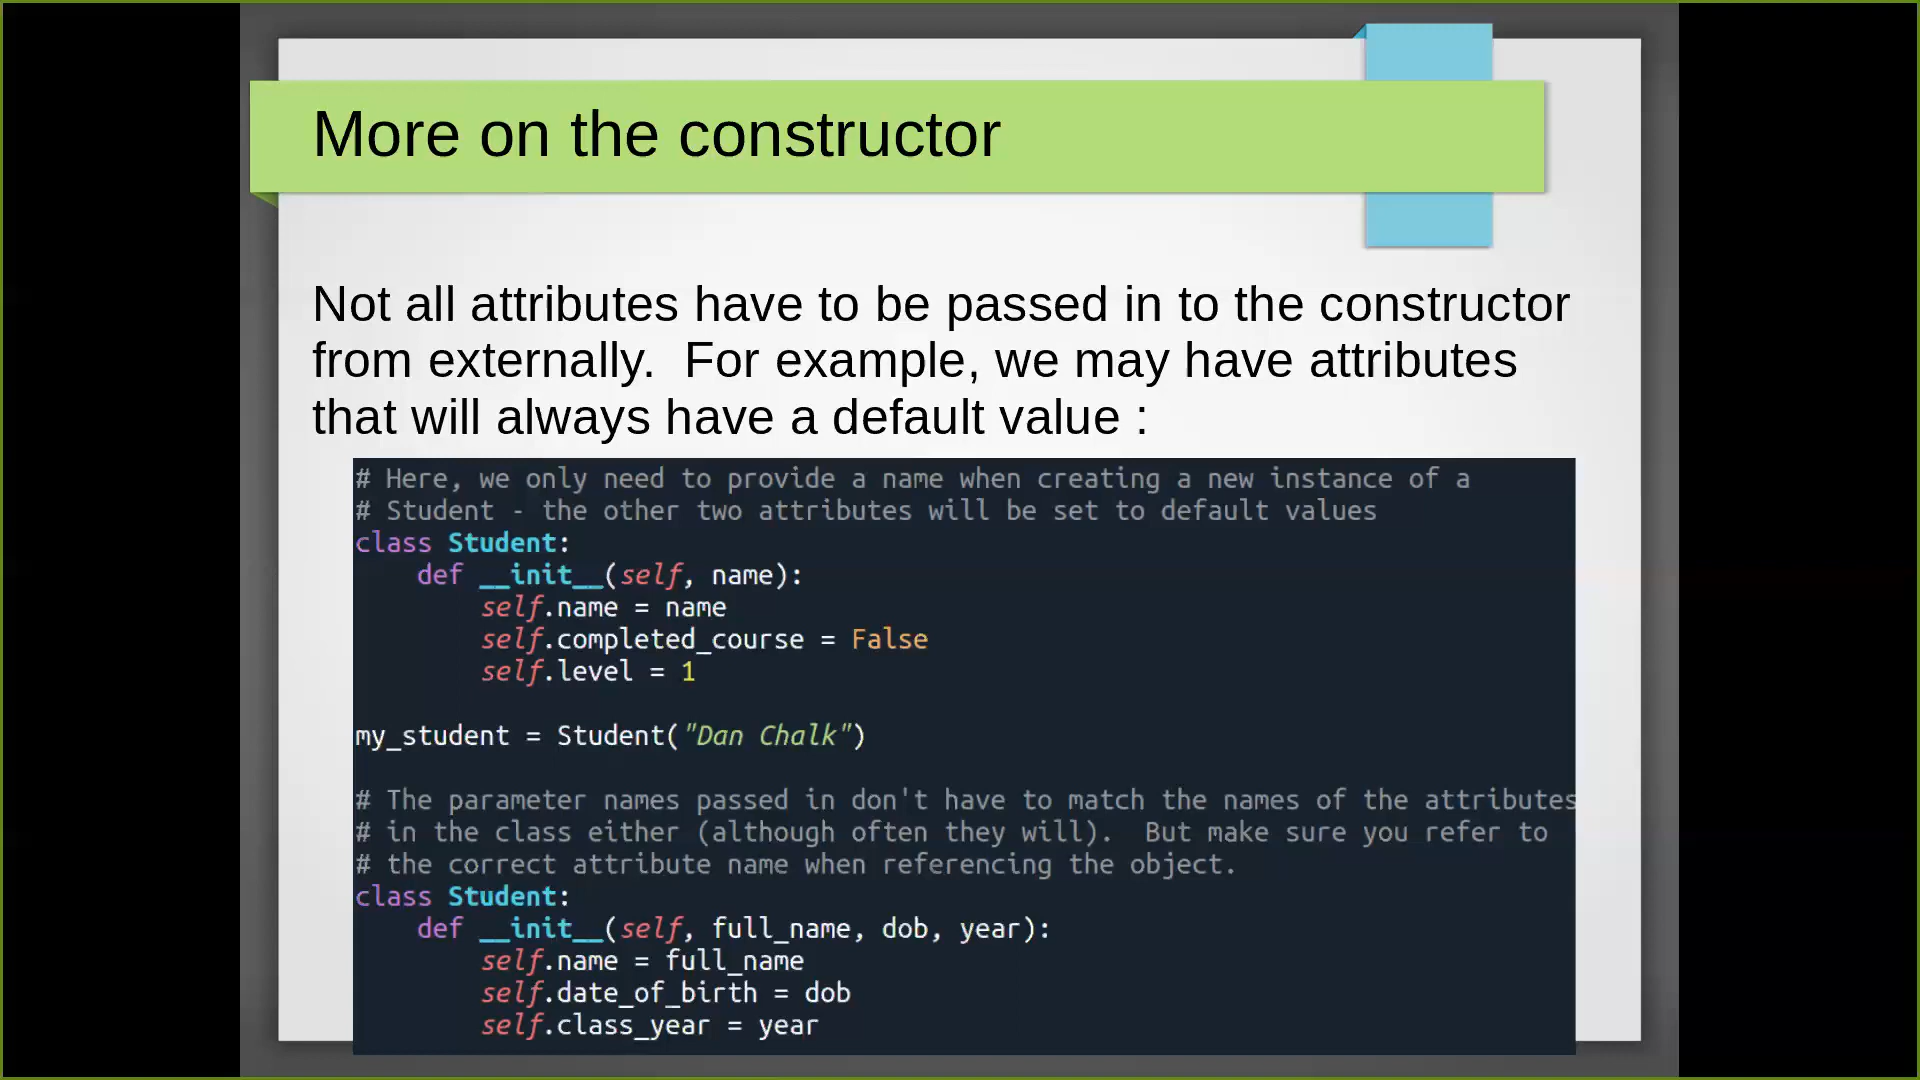 More on the constructor
Not all attributes have to be passed in to the constructor
from externally.  For example, we may have attributes
that will always have a default value :
# Here, we only need to provide a name when creating a new instance of a
# Student - the other two attributes will be set to default values
class Student:
    def __init__(self, name):
        self.name = name
        self.completed_course = False
        self.level = 1
my_student = Student("Dan Chalk")
# The parameter names passed in don't have to match the names of the attributes
# in the class either (although often they will).  But make sure you refer to
# the correct attribute name when referencing the object.
class Student:
    def __init__(self, full_name, dob, year):
        self.name = full_name
        self.date_of_birth = dob
        self.class_year = year